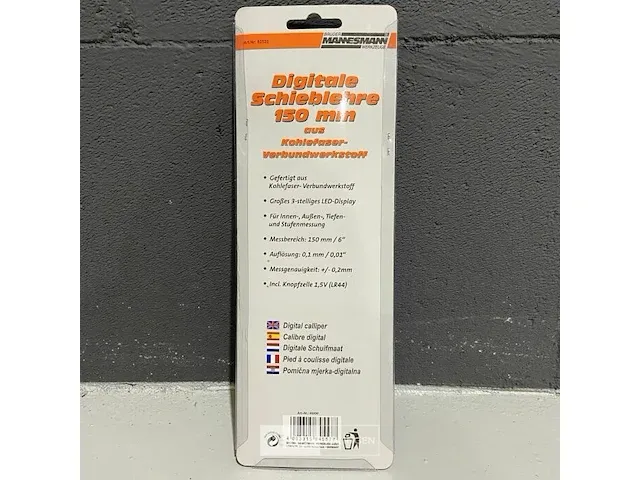 BRÜDER
MANNESMANN
WERKZEUGE
Digitale
Schieblehre
150 mm
aus
Kohlefaser-
Verbundwerkstoff
• Gefertigt aus
Kohlefaser- Verbundwerkstoff
• Großes 3-stelliges LED-Display
• Für Innen-, Außen-, Tiefen-
und Stufenmessung
• Messbereich: 150 mm / 6"
• Auflösung: 0,1 mm / 0,01"
• Messgenauigkeit: +/- 0,2mm
• Incl. Knopfzelle 1,5V (LR44)
Digital calliper
Calibre digital
Digitale Schuifmaat
Pied à coulisse digitale
Pomična mjerka-digitalna
EN